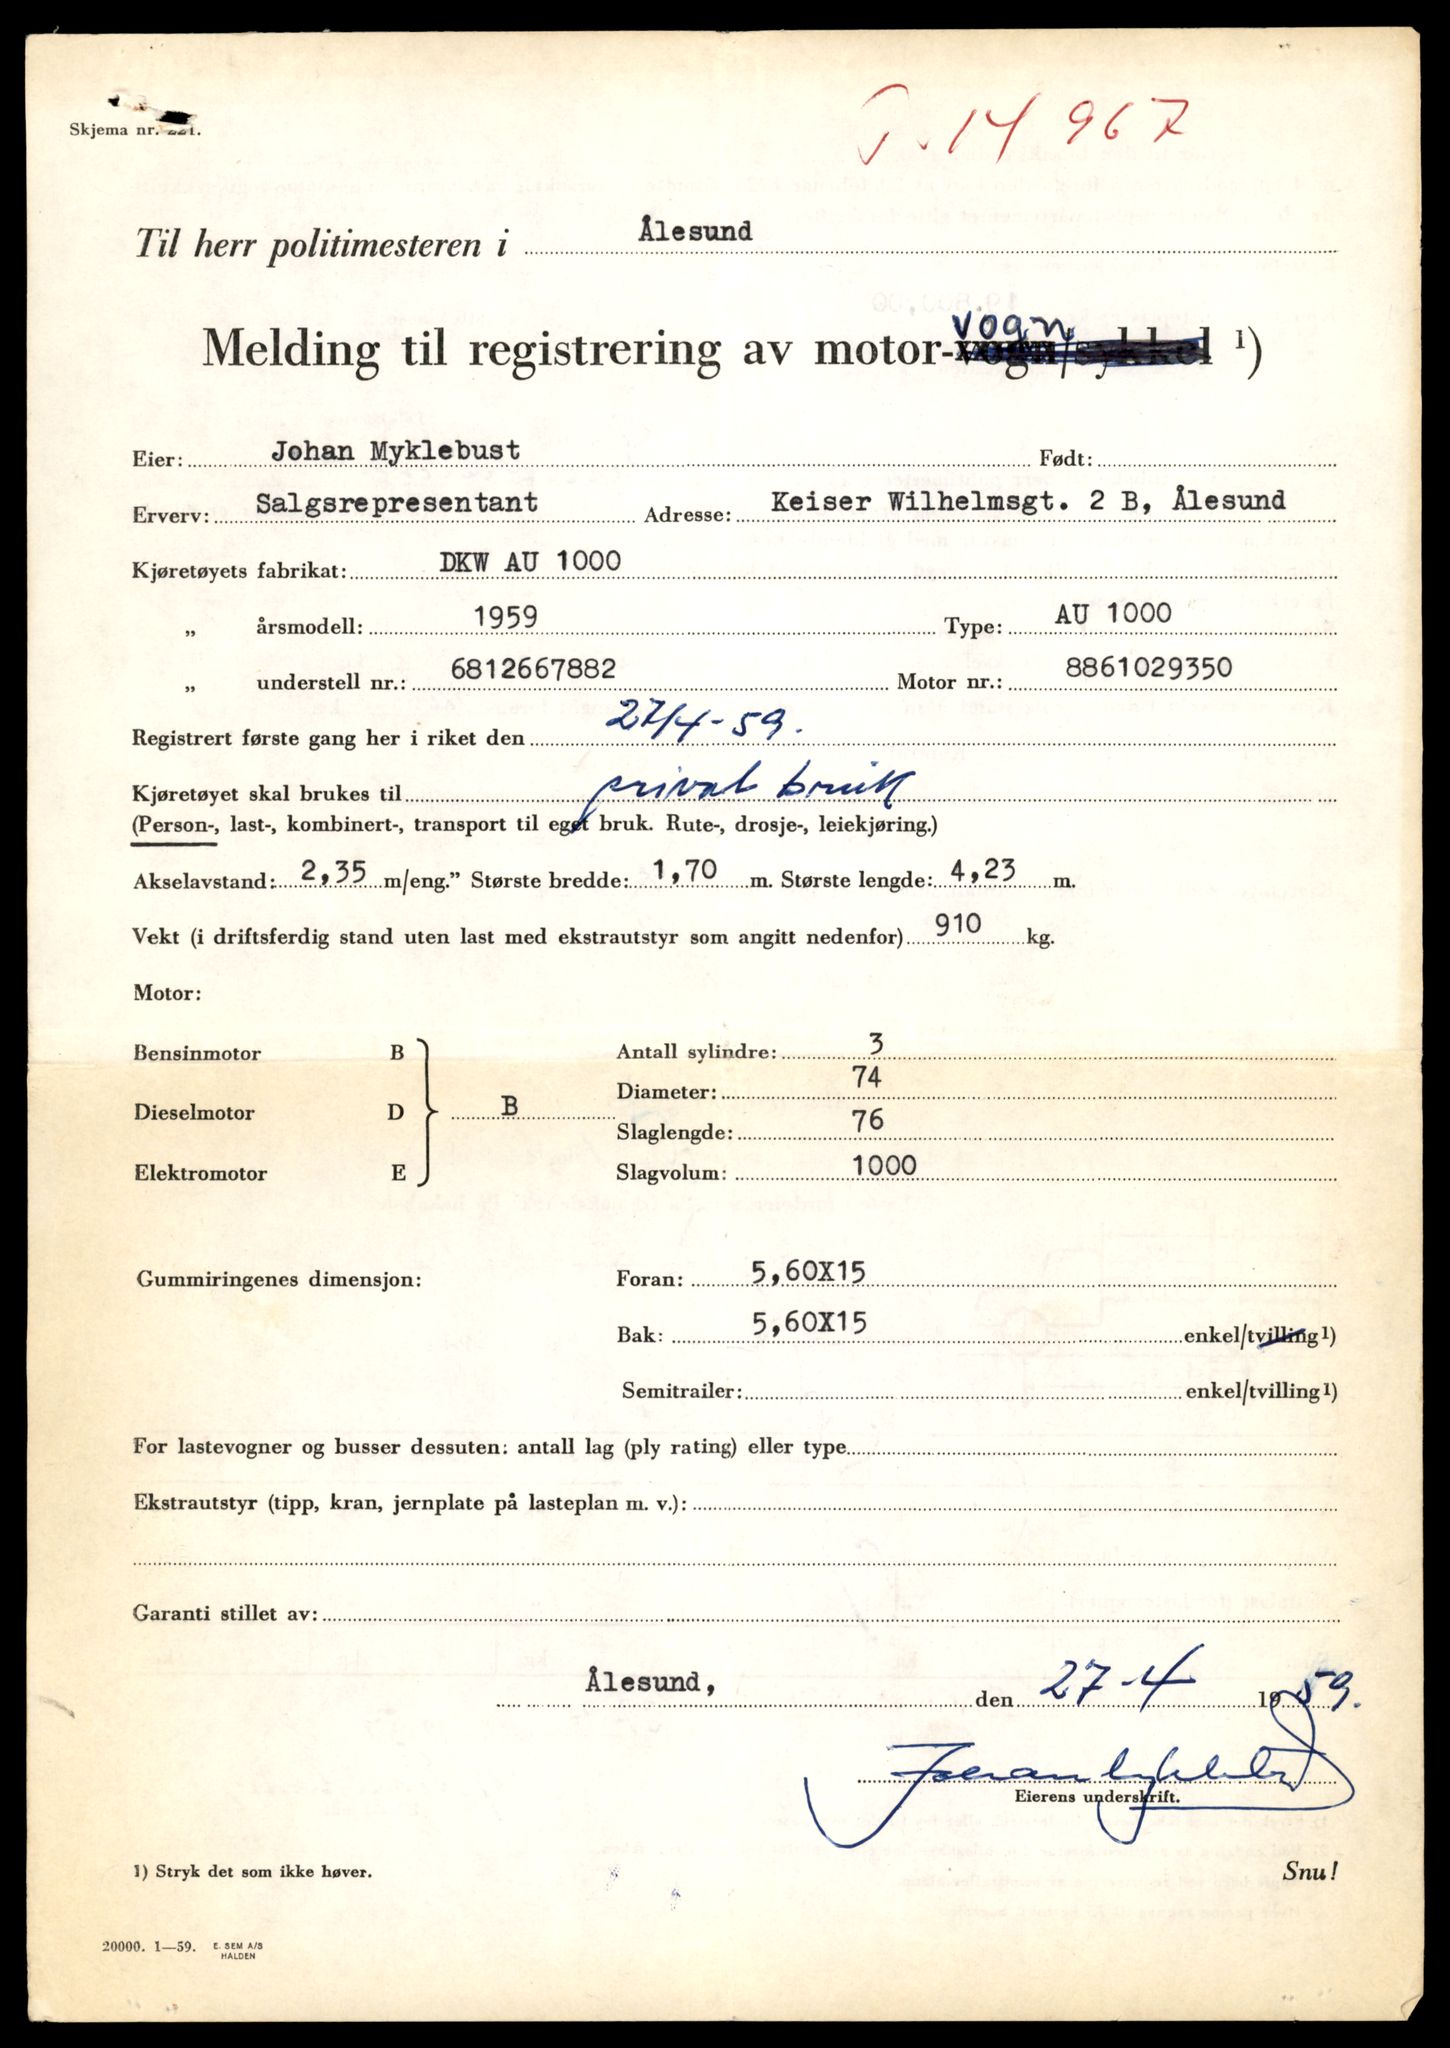 T. 14967
Skjema nr. 221.
Til herr politimesteren i Ålesund
Melding til registrering av motor-vogn/sykkel 1)
vogn
Eier: Johan Myklebust Født:
Erverv: Salgsrepresentant Adresse: Keiser Wilhelmsgt. 2 B, Ålesund
Kjøretøyets fabrikat: DKW AU 1000
„ årsmodell: 1959 Type: AU 1000
„ understell nr.: 6812667882 Motor nr.: 8861029350
Registrert første gang her i riket den 27/4-59.
Kjøretøyet skal brukes til privat bruk
(Person-, last-, kombinert-, transport til eget bruk. Rute-, drosje-, leiekjøring.)
Akselavstand: 2,35 m/eng.” Største bredde: 1,70 m. Største lengde: 4,23 m.
Vekt (i driftsferdig stand uten last med ekstrautstyr som angitt nedenfor) 910 kg.
Motor:
Bensinmotor B Antall sylindre: 3
Diameter: 74
Dieselmotor D B
Slaglengde: 76
Elektromotor E Slagvolum: 1000
Gummiringenes dimensjon: Foran: 5,60X15
Bak: 5,60X15 enkel/tvilling 1)
Semitrailer: enkel/tvilling 1)
For lastevogner og busser dessuten: antall lag (ply rating) eller type
Ekstrautstyr (tipp, kran, jernplate på lasteplan m. v.):
Garanti stillet av:
Ålesund, den 27-4 1959.
Johan Myklebust
Eierens underskrift.
1) Stryk det som ikke høver. Snu!
20000. 1—59. E. SEM A/S
HALDEN